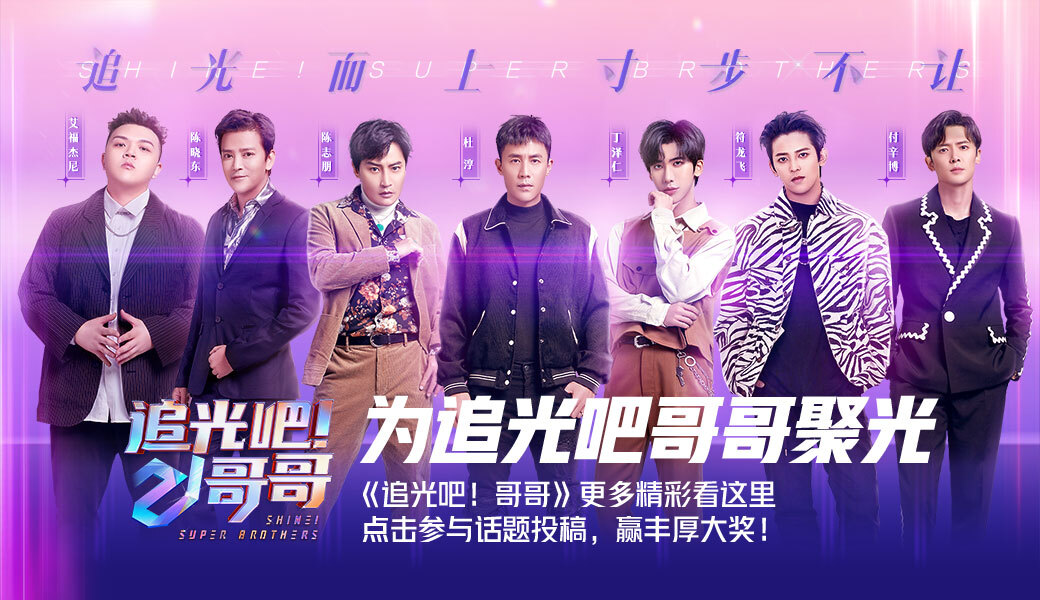 追光而上寸步不让
SHINE! SUPER BROTHERS
艾福杰尼
陈晓东
陈志朋
杜淳
丁泽仁
符龙飞
付辛博
追光吧!
哥哥
SHINE!
SUPER BROTHERS
为追光吧哥哥聚光
《追光吧!哥哥》更多精彩看这里
点击参与话题投稿,赢丰厚大奖!